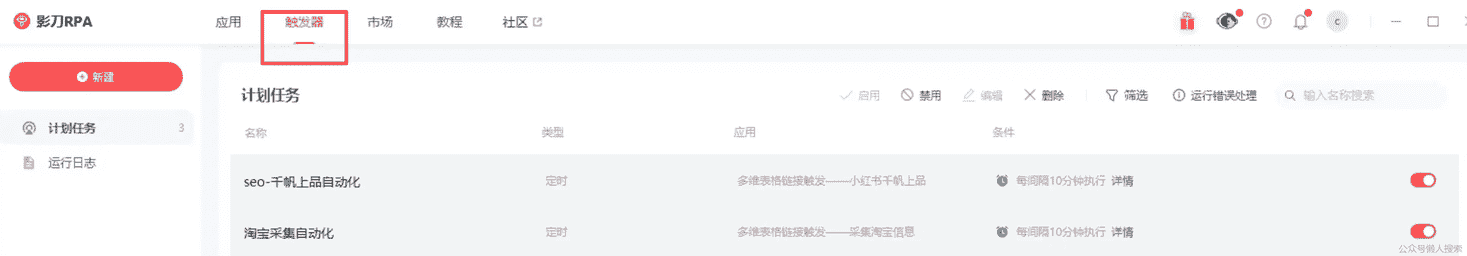 影刀RPA 应用 触发器 市场 教程 社区 c
新建
计划任务 3
运行日志
计划任务 启用 禁用 编辑 删除 筛选 运行错误处理 输入名称搜索
名称 类型 应用 条件
seo-千帆上品自动化 定时 多维表格链接触发——小红书千帆上品 每间隔10分钟执行 详情
淘宝采集自动化 定时 多维表格链接触发——采集淘宝信息 每间隔10分钟执行 详情
公众号懒人搜索